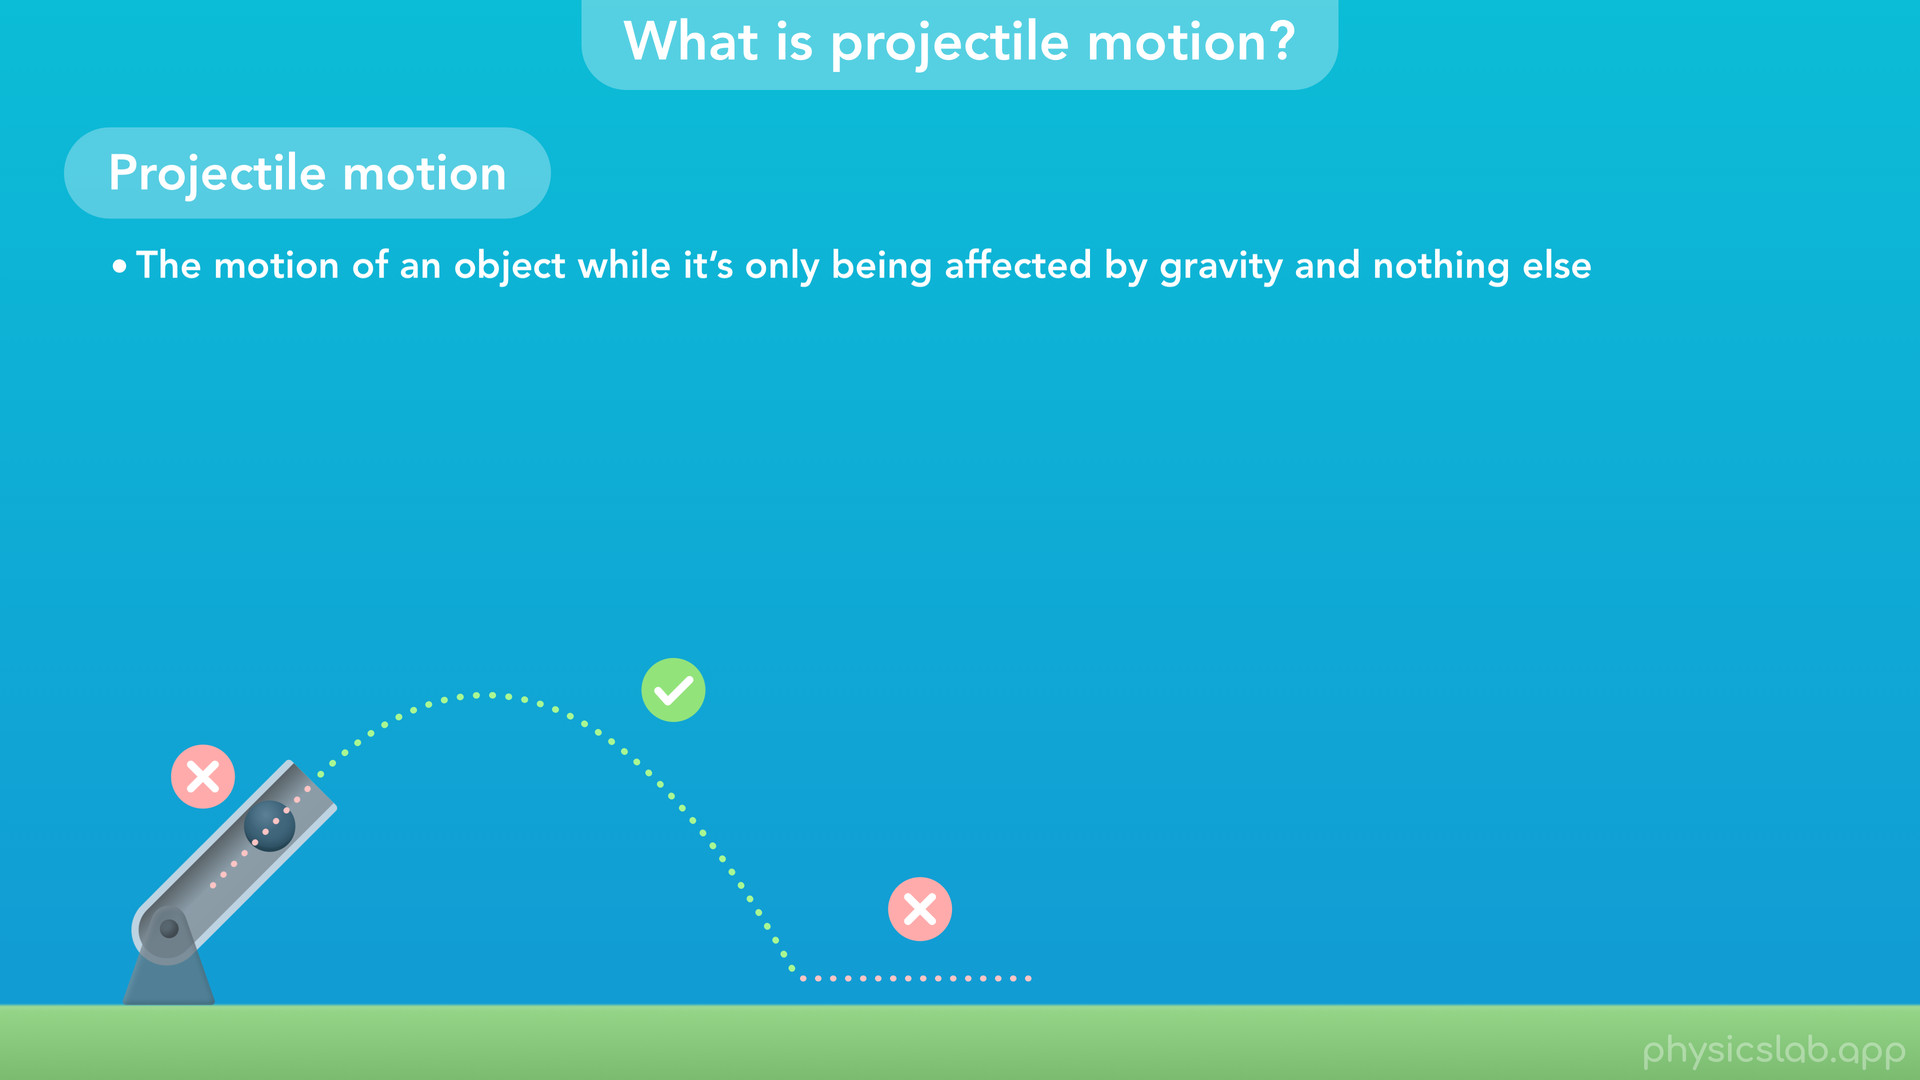 What is projectile motion?
Projectile motion
• The motion of an object while it’s only being affected by gravity and nothing else
physicslab.app